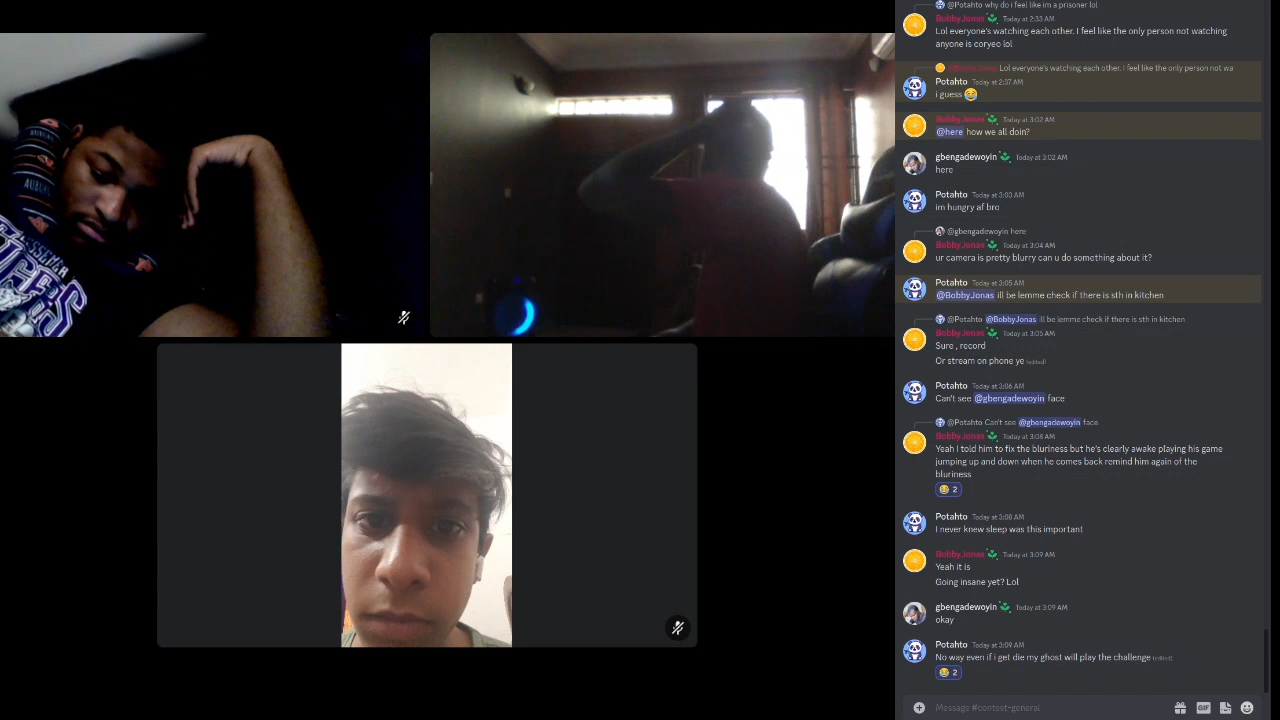 AUBURN
TIGERS
@Potahto why do i feel like im a prisoner lol
BobbyJonas Today at 2:33 AM
Lol everyone's watching each other. I feel like the only person not watching
anyone is coryeo lol
Lol everyone's watching each other. I feel like the only person not wa
Potahto Today at 2:37 AM
i guess 😂
BobbyJonas Today at 3:02 AM
@here how we all doin?
gbengadewoyin Today at 3:02 AM
here
Potahto Today at 3:03 AM
im hungry af bro
@gbengadewoyin here
BobbyJonas Today at 3:04 AM
ur camera is pretty blurry can u do something about it?
Potahto Today at 3:05 AM
@BobbyJonas ill be lemme check if there is sth in kitchen
@Potahto @BobbyJonas ill be lemme check if there is sth in kitchen
BobbyJonas Today at 3:05 AM
Sure , record
Or stream on phone ye (edited)
Potahto Today at 3:06 AM
Can't see @gbengadewoyin face
@Potahto Can't see @gbengadewoyin face
BobbyJonas Today at 3:08 AM
Yeah I told him to fix the bluriness but he's clearly awake playing his game
jumping up and down when he comes back remind him again of the
bluriness
😂 2
Potahto Today at 3:08 AM
I never knew sleep was this important
BobbyJonas Today at 3:09 AM
Yeah it is
Going insane yet? Lol
gbengadewoyin Today at 3:09 AM
okay
Potahto Today at 3:09 AM
No way even if i get die my ghost will play the challenge (edited)
😂 2
Message #contest-general
GIF